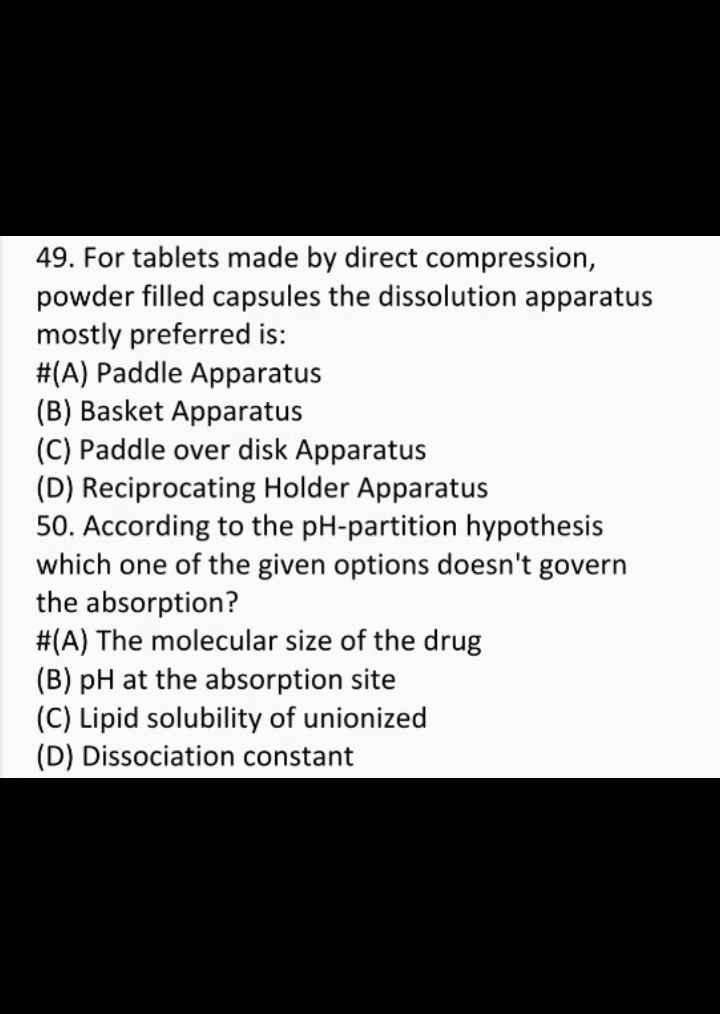 49. For tablets made by direct compression,
powder filled capsules the dissolution apparatus
mostly preferred is:
#(A) Paddle Apparatus
(B) Basket Apparatus
(C) Paddle over disk Apparatus
(D) Reciprocating Holder Apparatus
50. According to the pH-partition hypothesis
which one of the given options doesn't govern
the absorption?
#(A) The molecular size of the drug
(B) pH at the absorption site
(C) Lipid solubility of unionized
(D) Dissociation constant